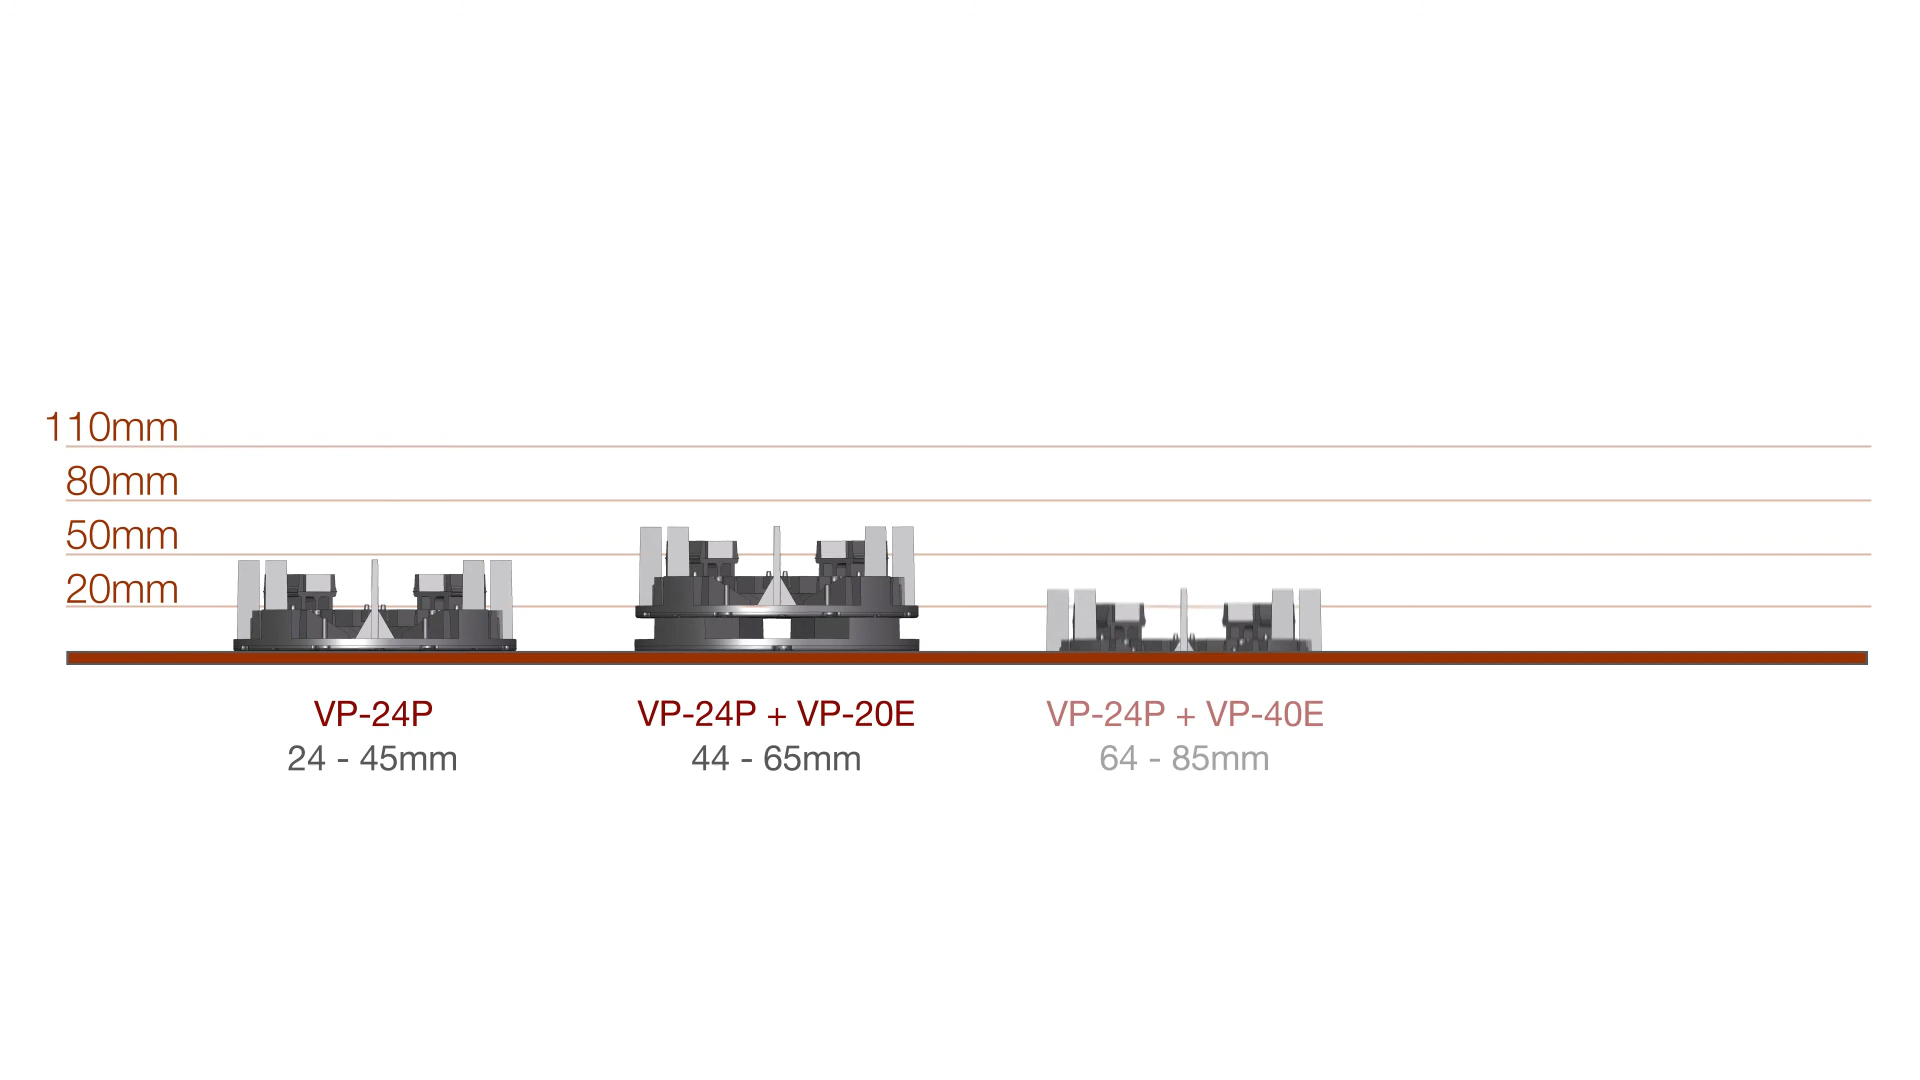 110mm
80mm
50mm
20mm
VP-24P
24 - 45mm
VP-24P + VP-20E
44 - 65mm
VP-24P + VP-40E
64 - 85mm